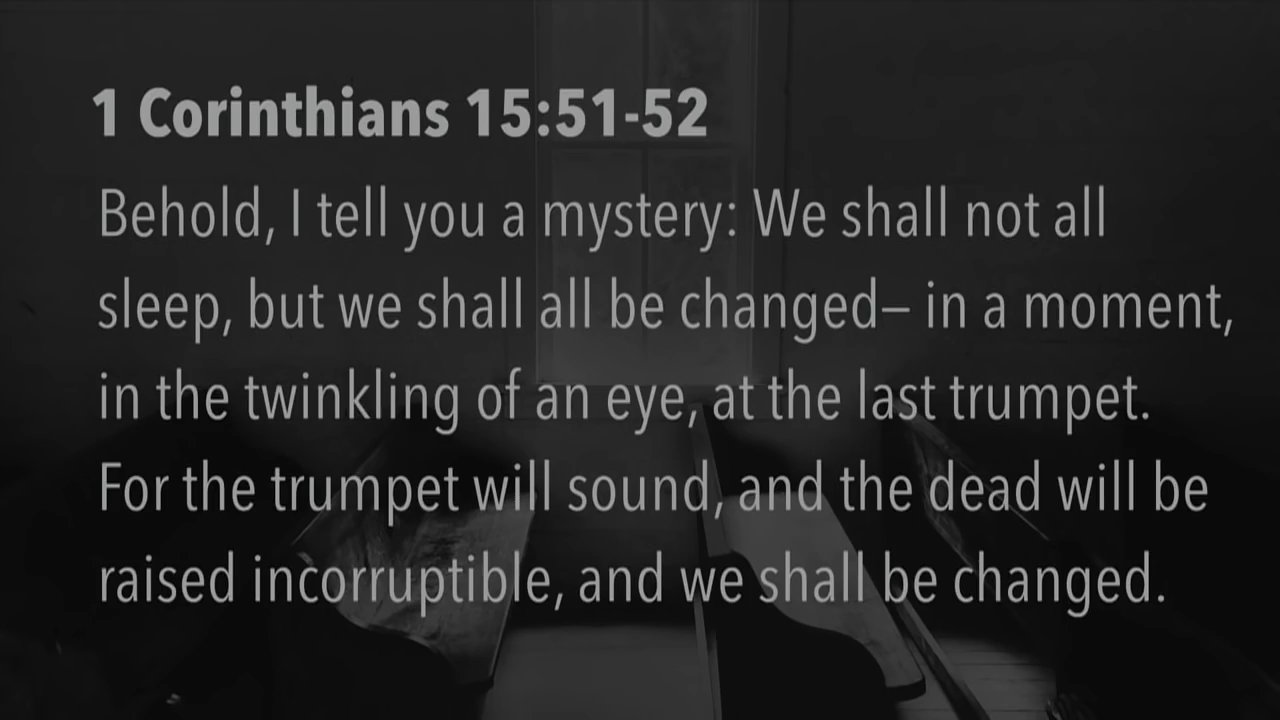 1 Corinthians 15:51-52
Behold, I tell you a mystery: We shall not all
sleep, but we shall all be changed– in a moment,
in the twinkling of an eye, at the last trumpet.
For the trumpet will sound, and the dead will be
raised incorruptible, and we shall be changed.